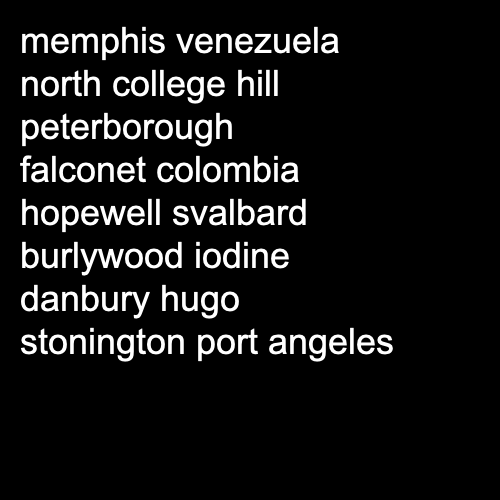 memphis venezuela
north college hill
peterborough
falconet colombia
hopewell svalbard
burlywood iodine
danbury hugo
stonington port angeles